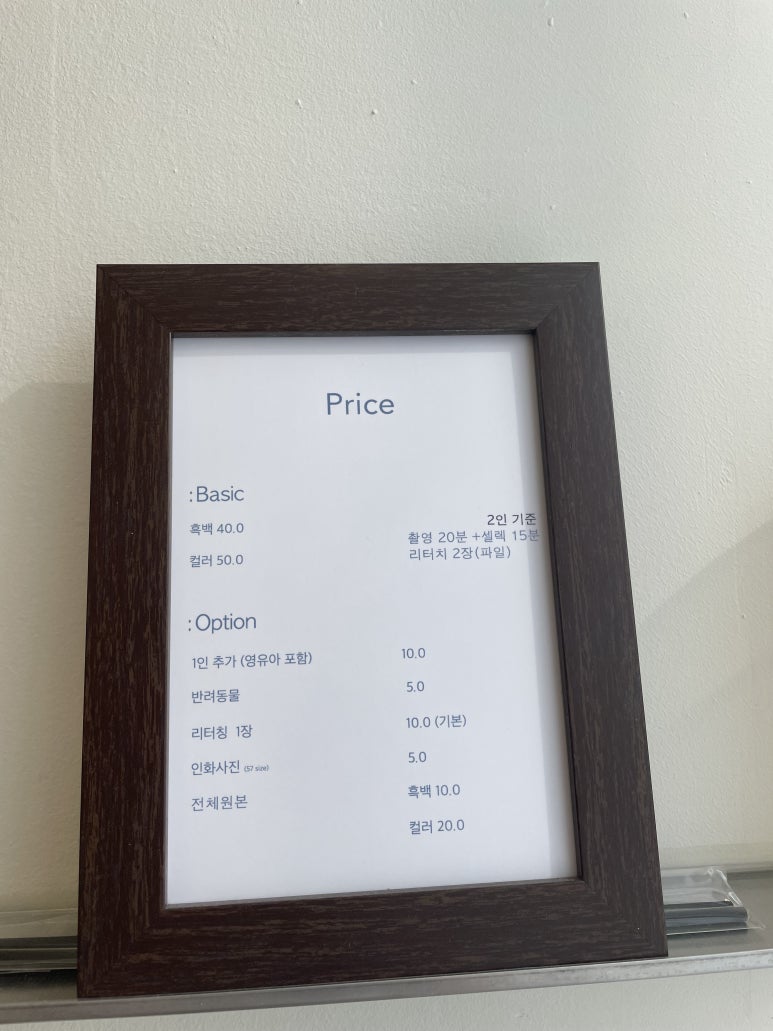 Price
:Basic
흑백 40.0
컬러 50.0
2인 기준
촬영 20분 +셀렉 15분
리터치 2장(파일)
:Option
1인 추가 (영유아 포함) 10.0
반려동물 5.0
리터칭 1장 10.0 (기본)
인화사진 (57 size) 5.0
전체원본 흑백 10.0
컬러 20.0